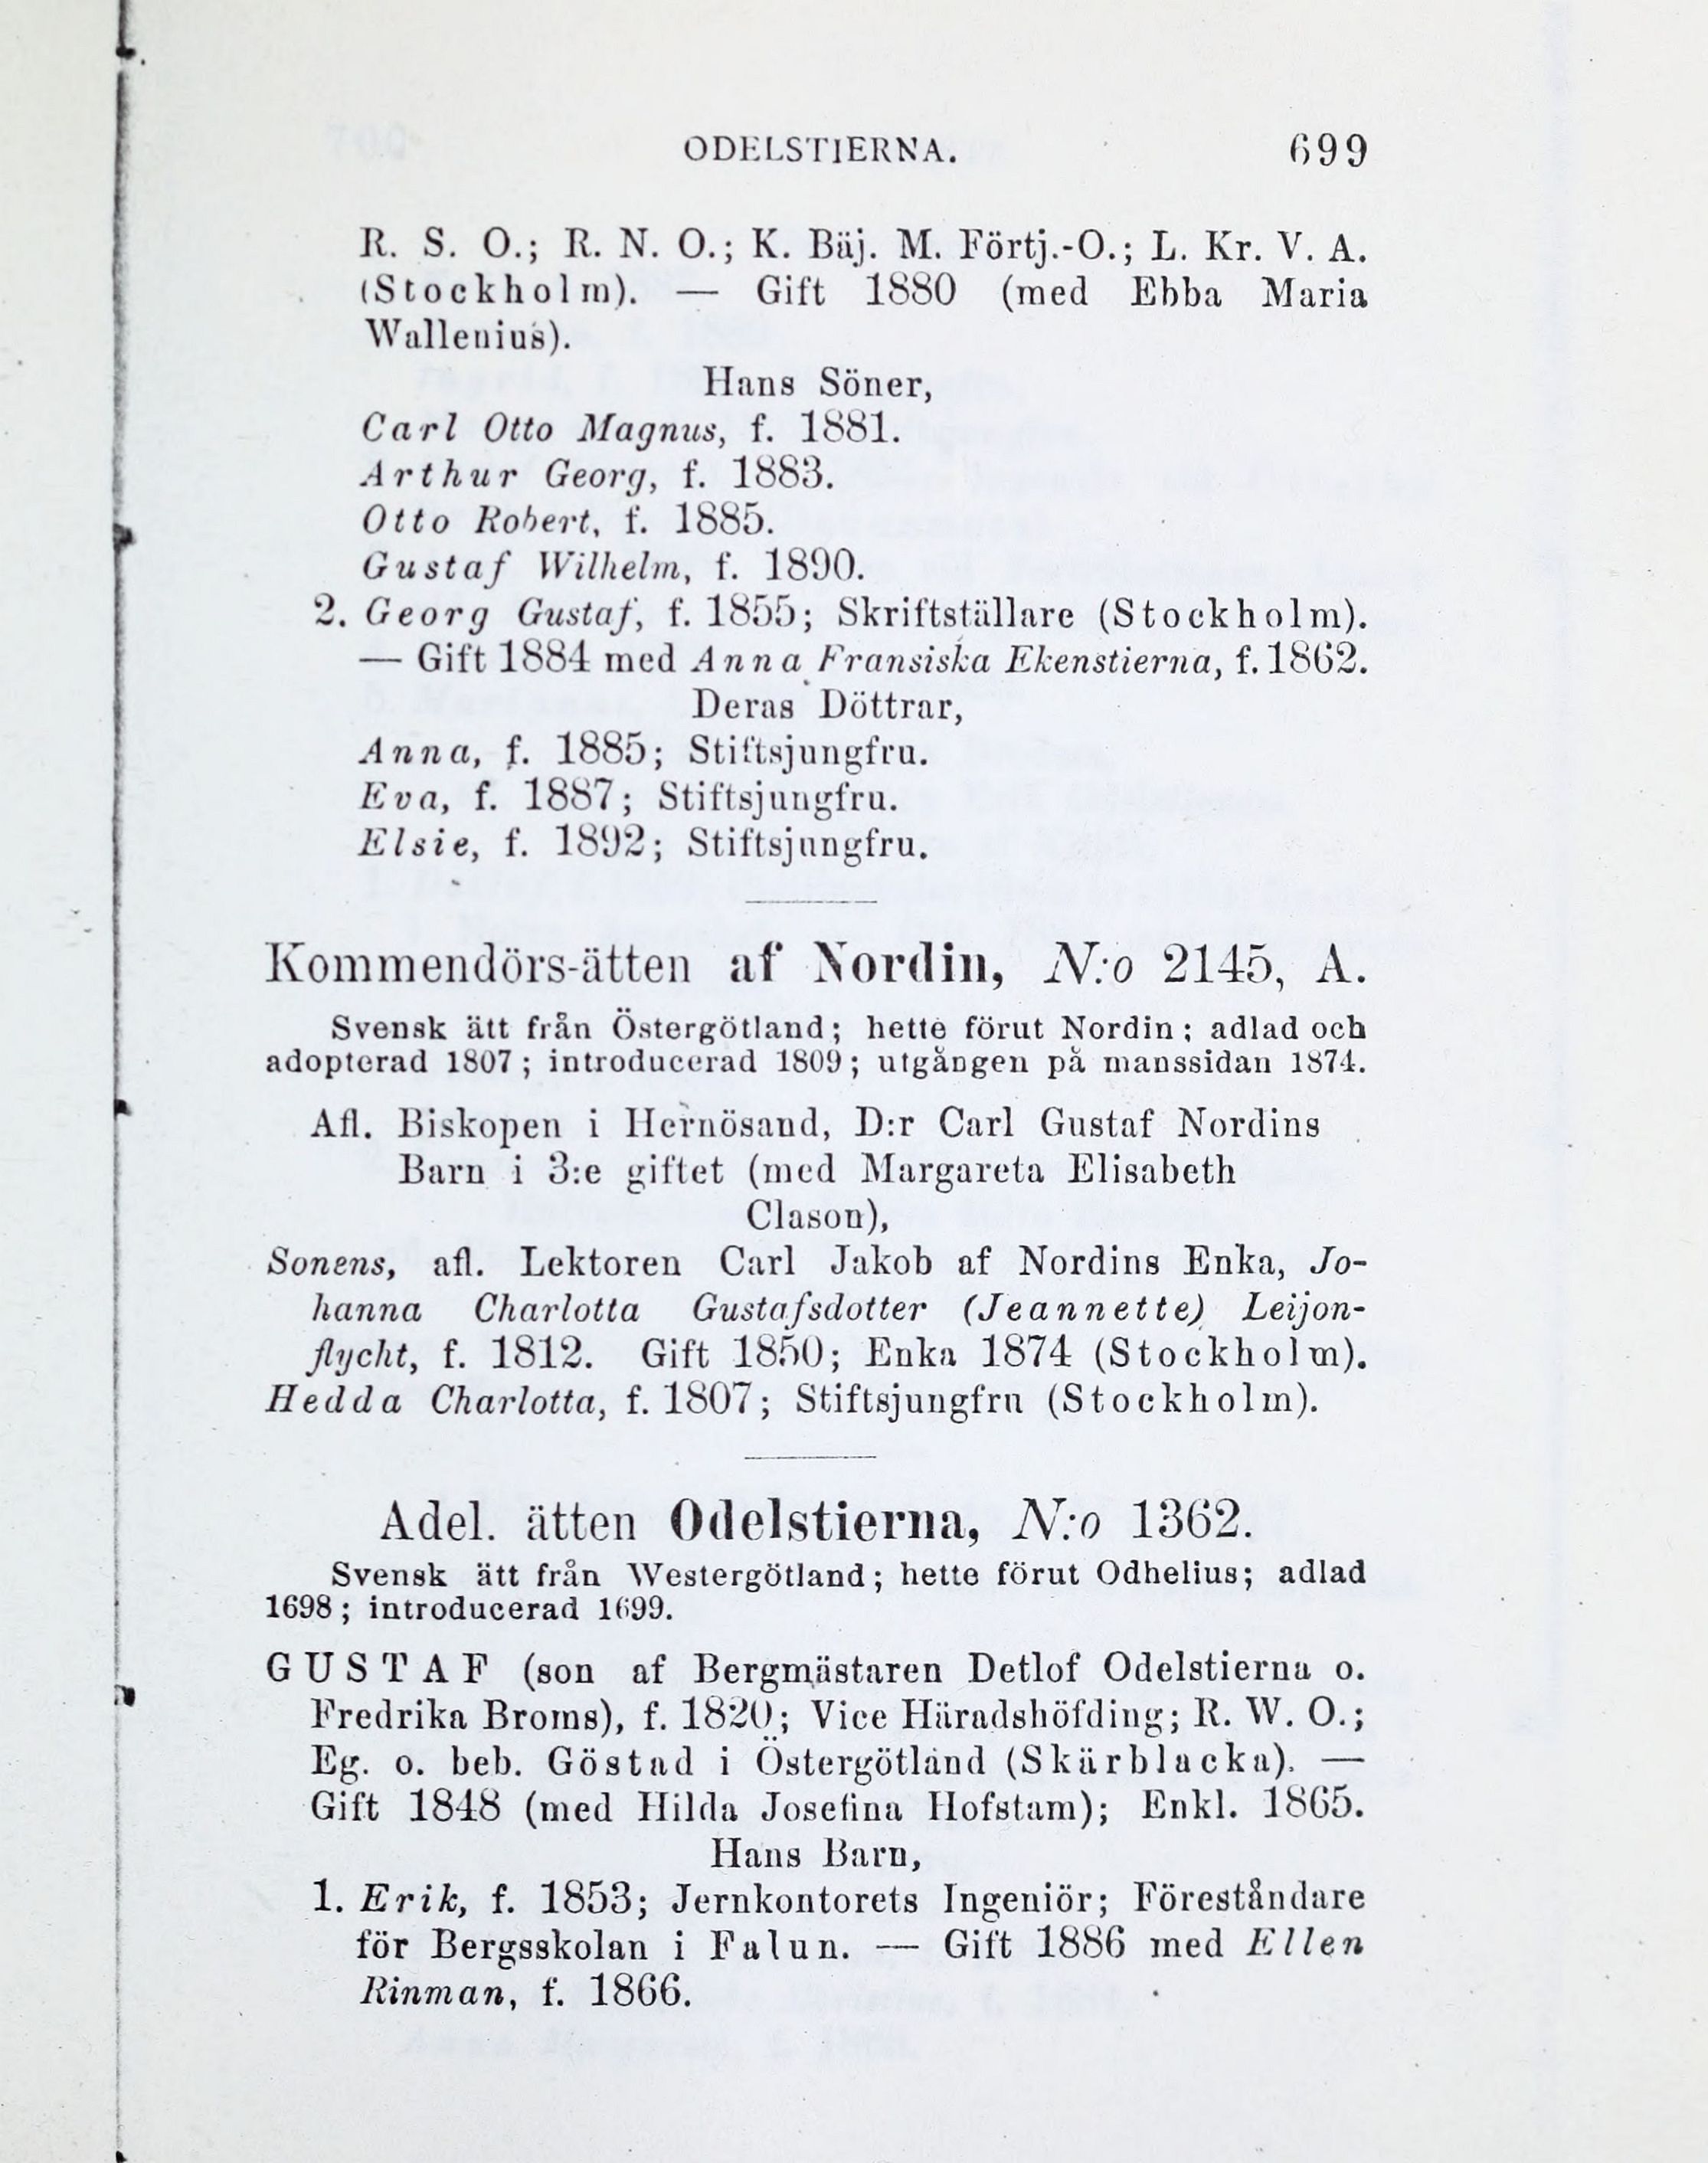 ODELSTIERNA. 699
R. S. O.; R. N. O.; K. Bäj. M. Förtj.-O.; L. Kr. V. A.
(Stockholm). — Gift 1880 (med Ebba Maria
Wallenius).
Hans Söner,
Carl Otto Magnus, f. 1881.
Arthur Georg, f. 1883.
Otto Robert, f. 1885.
Gustaf Wilhelm, f. 1890.
2. Georg Gustaf, f. 1855; Skriftställare (Stockholm).
— Gift 1884 med Anna Fransiska Ekenstierna, f. 1862.
Deras Döttrar,
Anna, f. 1885; Stiftsjungfru.
Eva, f. 1887; Stiftsjungfru.
Elsie, f. 1892; Stiftsjungfru.
Kommendörs-ätten af Nordin, N:o 2145, A.
Svensk ätt från Östergötland; hette förut Nordin; adlad och
adopterad 1807; introducerad 1809; utgången på manssidan 1874.
Afl. Biskopen i Hernösand, D:r Carl Gustaf Nordins
Barn i 3:e giftet (med Margareta Elisabeth
Clason),
Sonens, afl. Lektoren Carl Jakob af Nordins Enka, Jo-
hanna Charlotta Gustafsdotter (Jeannette) Leijon-
flycht, f. 1812. Gift 1850; Enka 1874 (Stockholm).
Hedda Charlotta, f. 1807; Stiftsjungfru (Stockholm).
Adel. ätten Odelstierna, N:o 1362.
Svensk ätt från Westergötland; hette förut Odhelius; adlad
1698; introducerad 1699.
GUSTAF (son af Bergmästaren Detlof Odelstierna o.
Fredrika Broms), f. 1820; Vice Häradshöfding; R. W. O.;
Eg. o. beb. Göstad i Östergötland (Skärblacka). —
Gift 1848 (med Hilda Josefina Hofstam); Enkl. 1865.
Hans Barn,
1. Erik, f. 1853; Jernkontorets Ingeniör; Föreståndare
för Bergsskolan i Falun. — Gift 1886 med Ellen
Rinman, f. 1866.